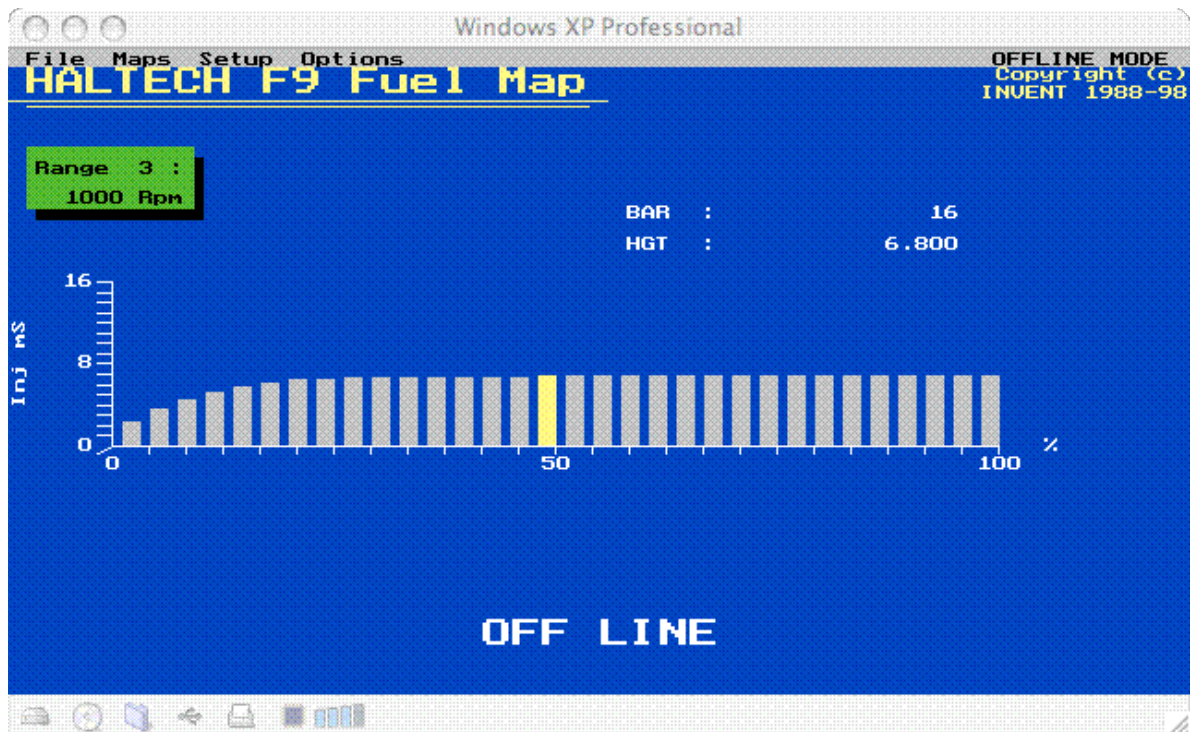 Windows XP Professional
File Maps Setup Options OFFLINE MODE
HALTECH F9 Fuel Map
Copyright (c)
INVENT 1988-98
Range 3 :
1000 Rpm
BAR : 16
HGT : 6.800
16
8
0
Inj mS
0 50 100 %
OFF LINE